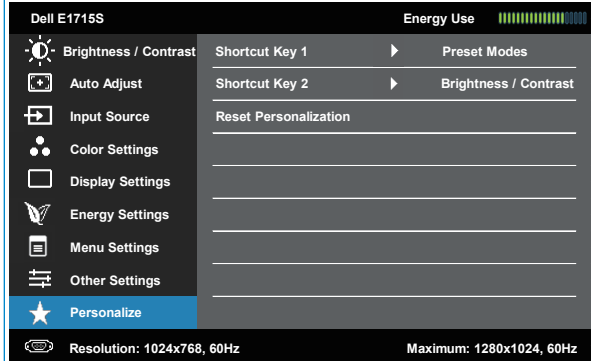 Dell E1715S Energy Use
Brightness / Contrast Shortcut Key 1 Preset Modes
Auto Adjust Shortcut Key 2 Brightness / Contrast
Input Source Reset Personalization
Color Settings
Display Settings
Energy Settings
Menu Settings
Other Settings
Personalize
Resolution: 1024x768, 60Hz Maximum: 1280x1024, 60Hz